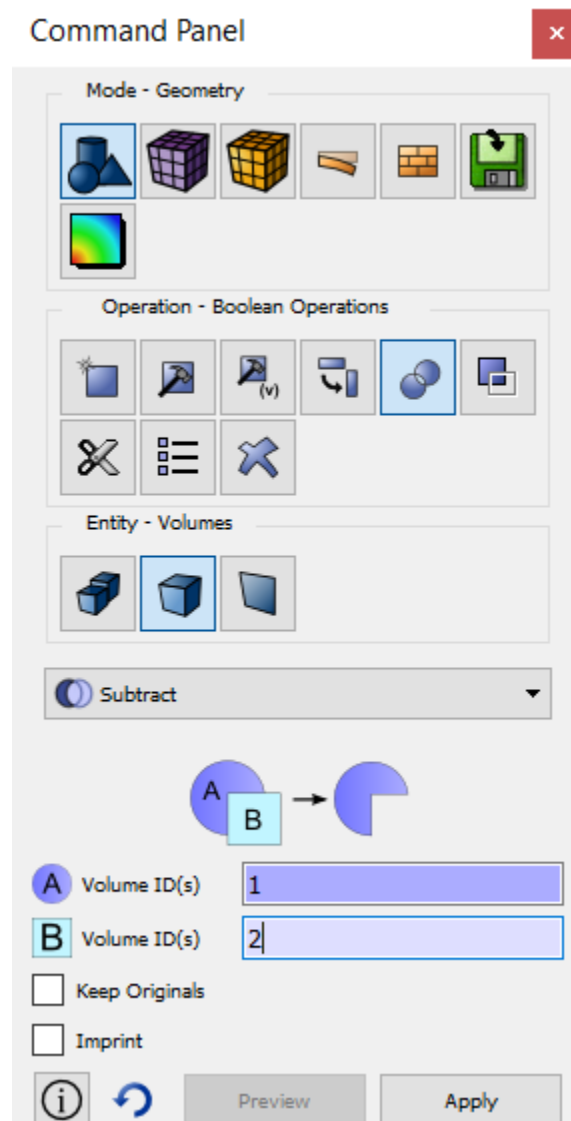 Command Panel
x
Mode - Geometry
Operation - Boolean Operations
(v)
Entity - Volumes
Subtract
A
B
A Volume ID(s) 1
B Volume ID(s) 2
Keep Originals
Imprint
i Preview Apply